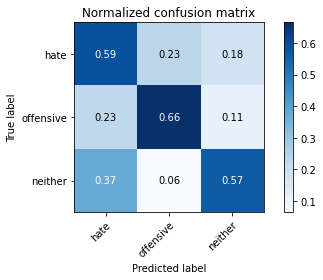 Normalized confusion matrix
True label
hate 0.59 0.23 0.18
offensive 0.23 0.66 0.11
neither 0.37 0.06 0.57
hate offensive neither
Predicted label
0.6
0.5
0.4
0.3
0.2
0.1